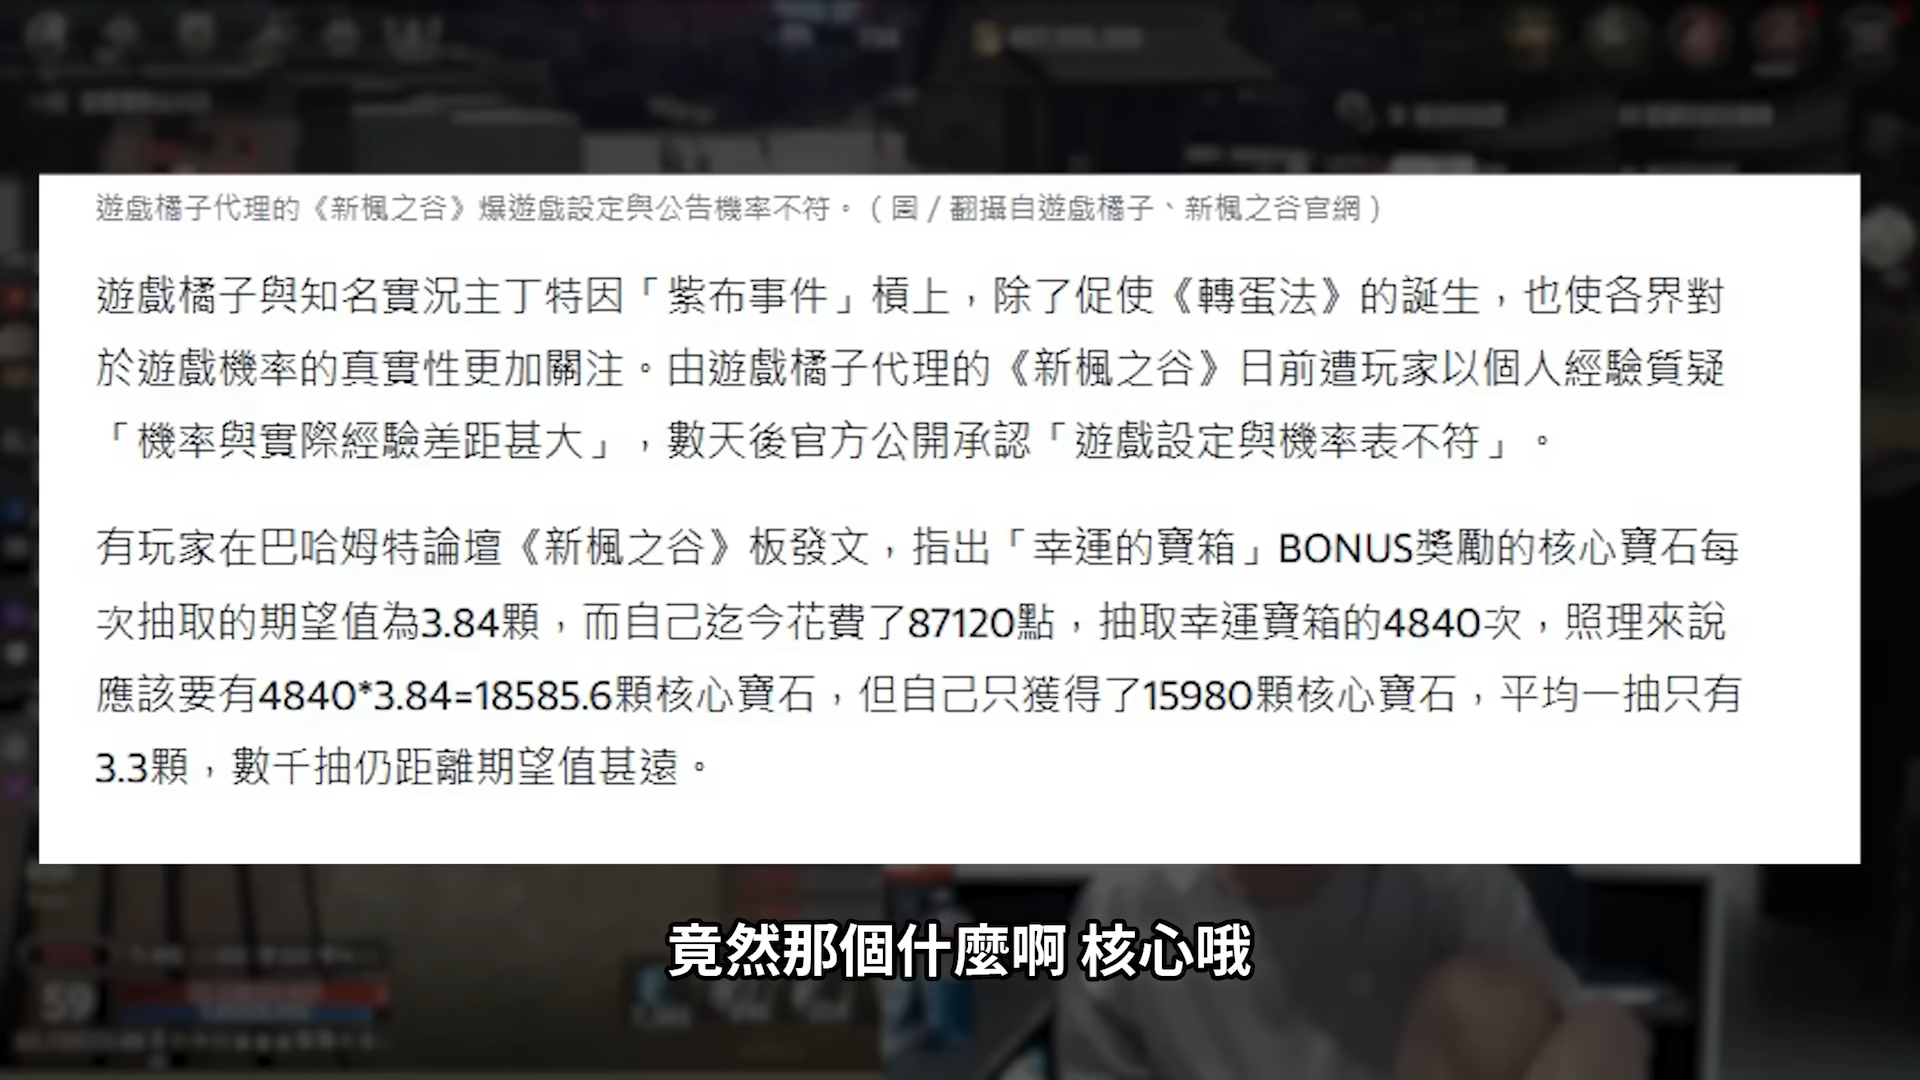 遊戲橘子代理的《新楓之谷》爆遊戲設定與公告機率不符。（圖／翻攝自遊戲橘子、新楓之谷官網）
遊戲橘子與知名實況主丁特因「紫布事件」槓上，除了促使《轉蛋法》的誕生，也使各界對
於遊戲機率的真實性更加關注。由遊戲橘子代理的《新楓之谷》日前遭玩家以個人經驗質疑
「機率與實際經驗差距甚大」，數天後官方公開承認「遊戲設定與機率表不符」。
有玩家在巴哈姆特論壇《新楓之谷》板發文，指出「幸運的寶箱」BONUS獎勵的核心寶石每
次抽取的期望值為3.84顆，而自己迄今花費了87120點，抽取幸運寶箱的4840次，照理來說
應該要有4840*3.84=18585.6顆核心寶石，但自己只獲得了15980顆核心寶石，平均一抽只有
3.3顆，數千抽仍距離期望值甚遠。
竟然那個什麼啊 核心哦
59